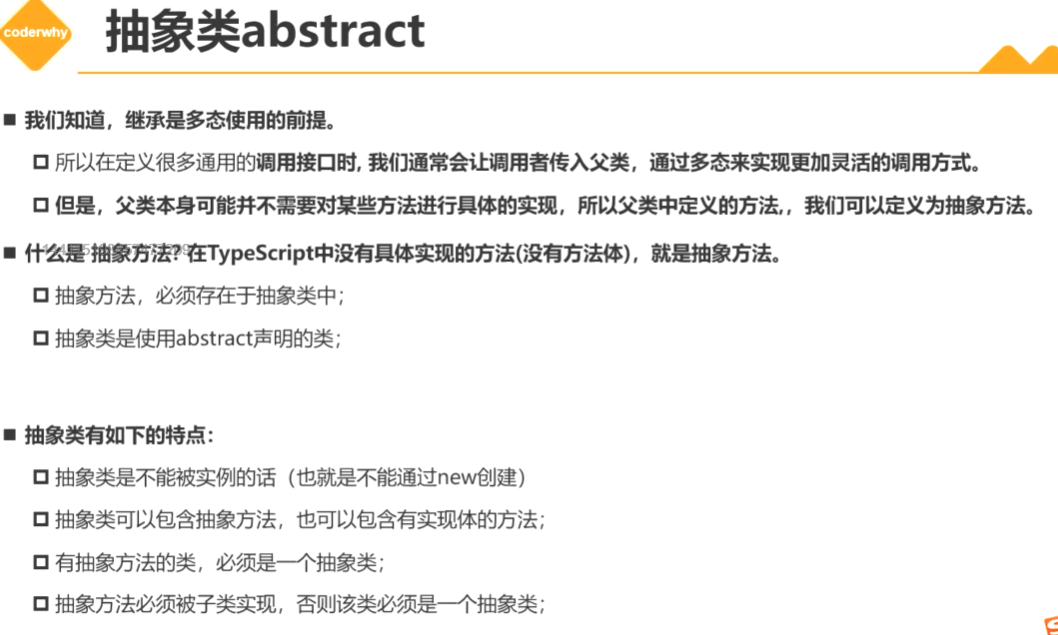 coderwhy
抽象类abstract
我们知道，继承是多态使用的前提。
所以在定义很多通用的调用接口时, 我们通常会让调用者传入父类，通过多态来实现更加灵活的调用方式。
但是，父类本身可能并不需要对某些方法进行具体的实现，所以父类中定义的方法,，我们可以定义为抽象方法。
什么是 抽象方法? 在TypeScript中没有具体实现的方法(没有方法体)，就是抽象方法。
抽象方法，必须存在于抽象类中；
抽象类是使用abstract声明的类；
抽象类有如下的特点：
抽象类是不能被实例的话（也就是不能通过new创建）
抽象类可以包含抽象方法，也可以包含有实现体的方法；
有抽象方法的类，必须是一个抽象类；
抽象方法必须被子类实现，否则该类必须是一个抽象类；